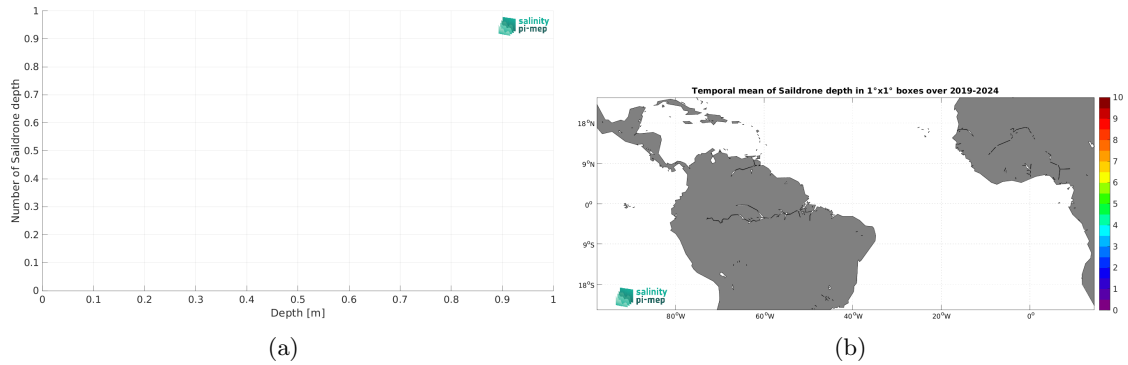 1
0.9
0.8
0.7
0.6
0.5
0.4
0.3
0.2
0.1
0
Number of Saildrone depth
0 0.1 0.2 0.3 0.4 0.5 0.6 0.7 0.8 0.9 1
Depth [m]
salinity
pi-mep
(a)
Temporal mean of Saildrone depth in 1°x1° boxes over 2019-2024
18°N
9°N
0°
9°S
18°S
80°W 60°W 40°W 20°W 0°
salinity
pi-mep
10
9
8
7
6
5
4
3
2
1
0
(b)